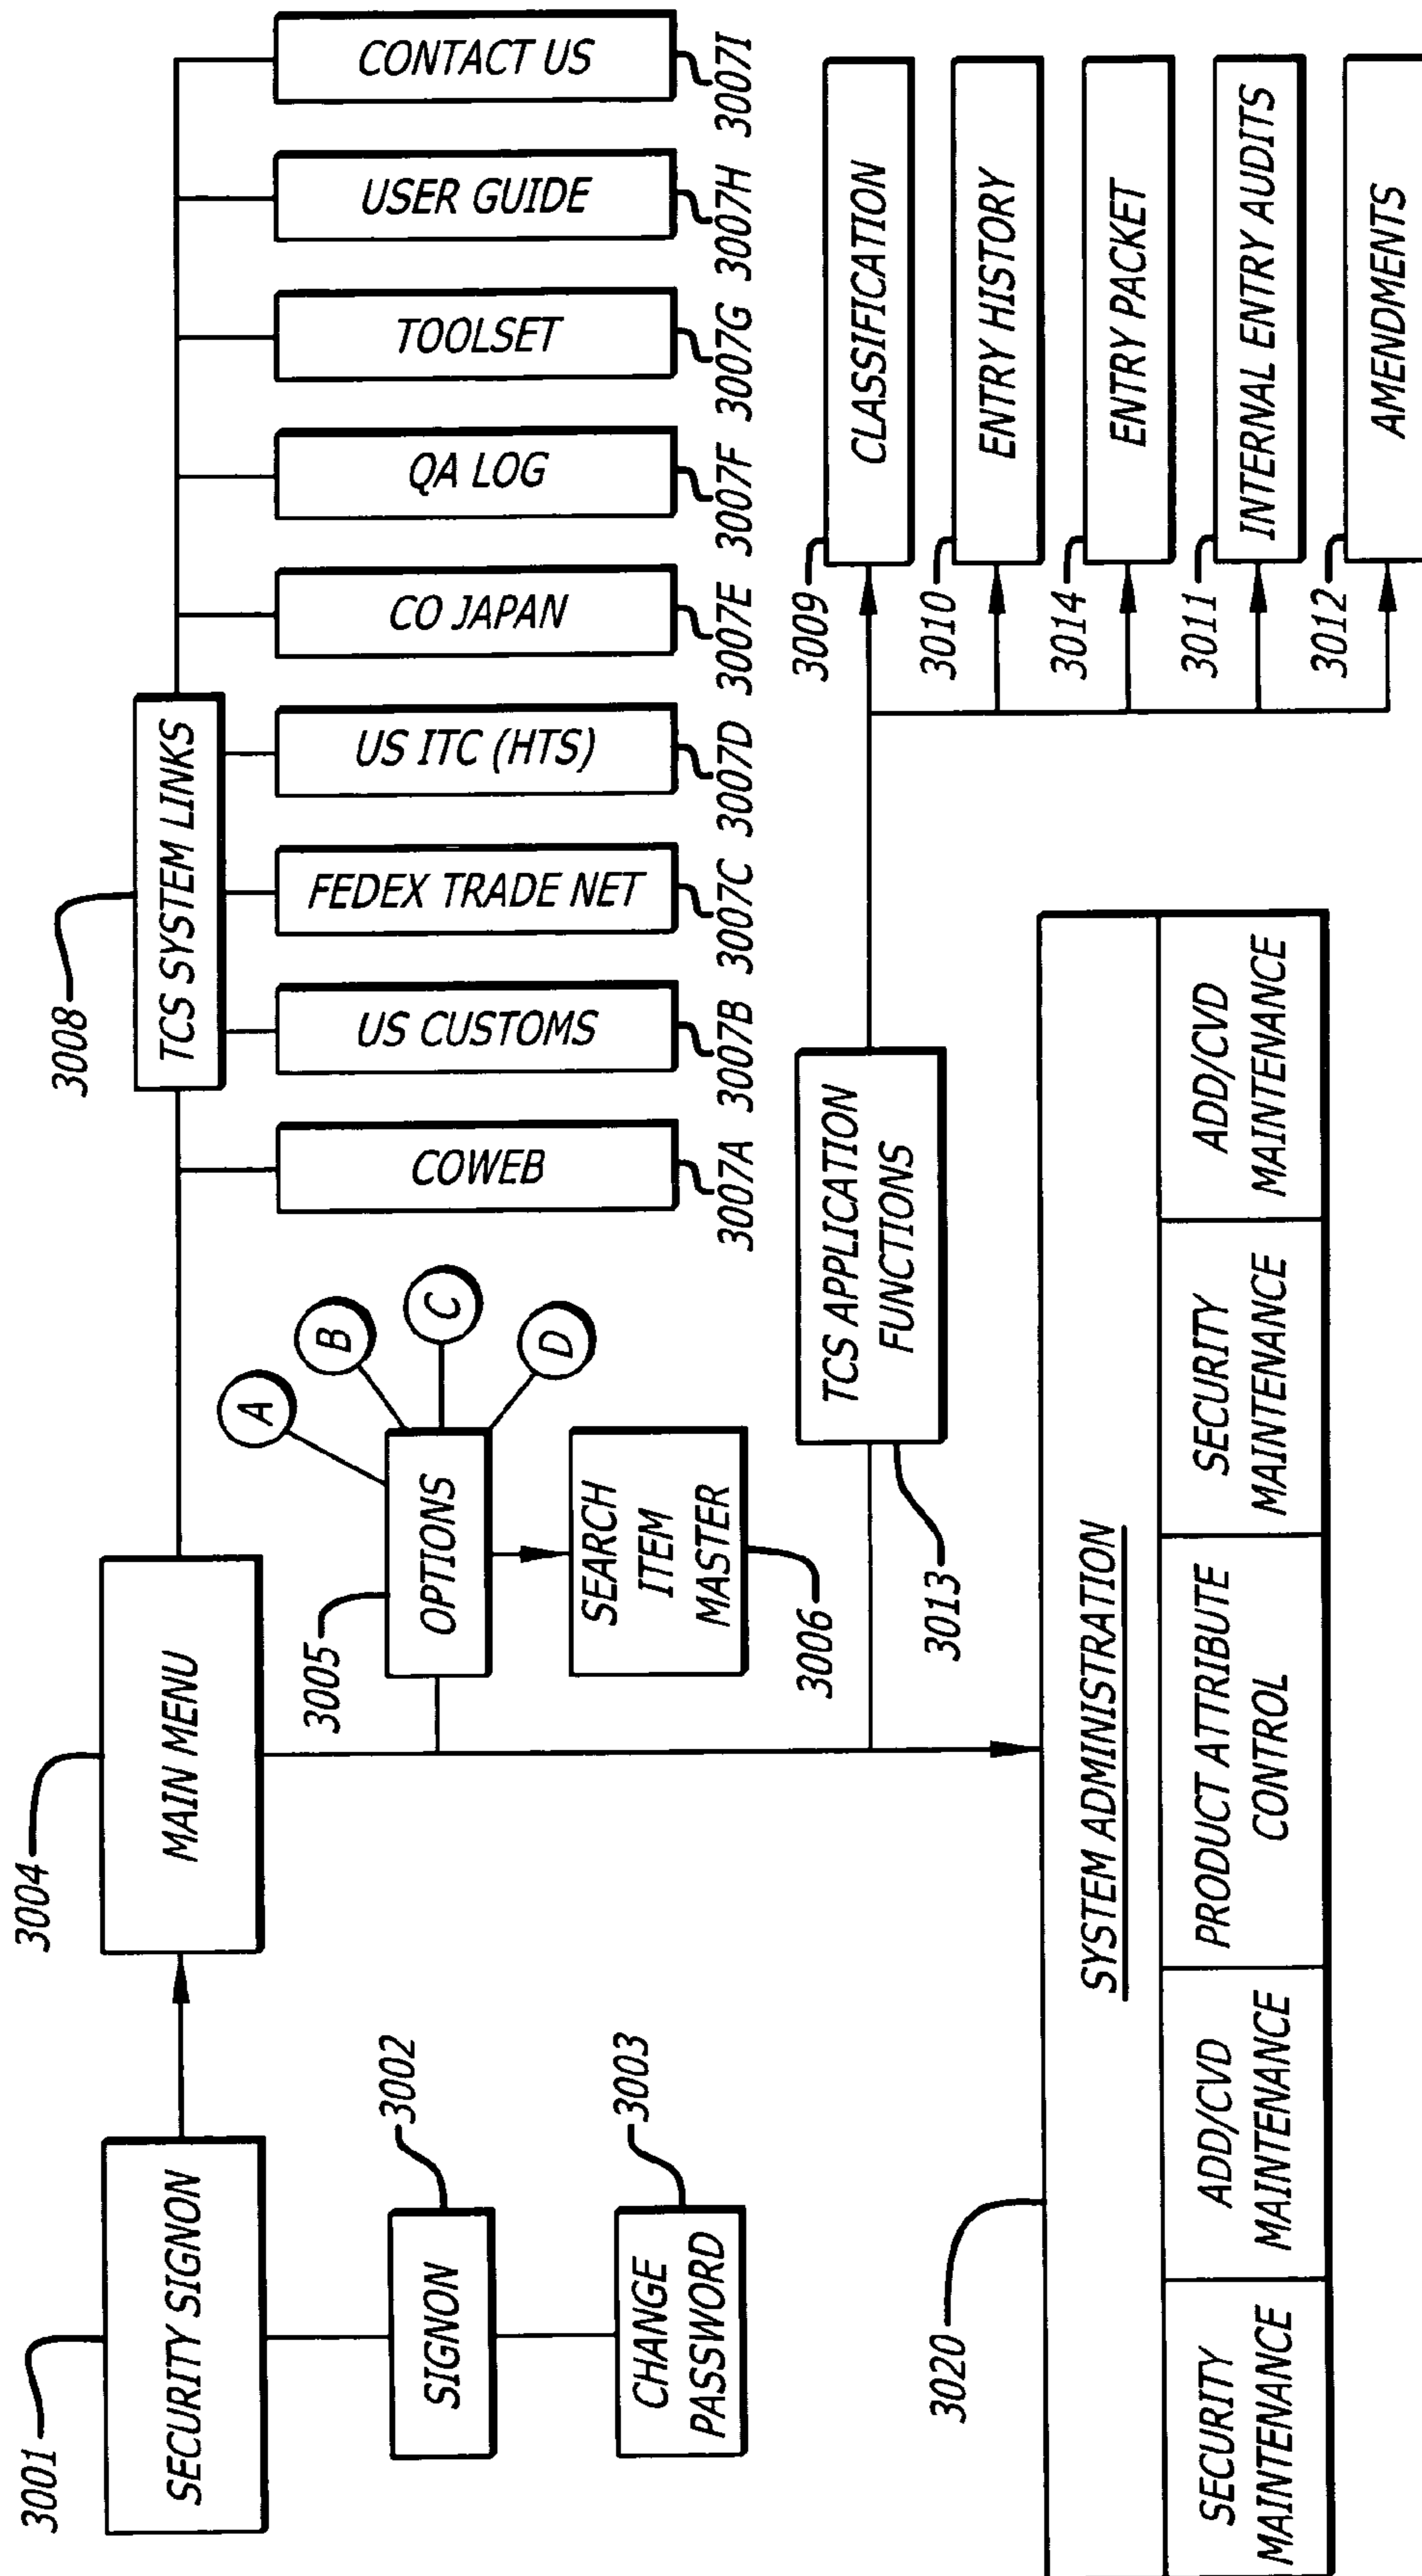 3001
SECURITY SIGNON
3002
SIGNON
3003
CHANGE
PASSWORD
3004
MAIN MENU
3005
OPTIONS
A
B
C
D
SEARCH
ITEM
MASTER
3006
3008
TCS SYSTEM LINKS
COWEB
3007A
US CUSTOMS
3007B
FEDEX TRADE NET
3007C
US ITC (HTS)
3007D
CO JAPAN
3007E
QA LOG
3007F
TOOLSET
3007G
USER GUIDE
3007H
CONTACT US
3007I
TCS APPLICATION
FUNCTIONS
3013
3009
CLASSIFICATION
3010
ENTRY HISTORY
3014
ENTRY PACKET
3011
INTERNAL ENTRY AUDITS
3012
AMENDMENTS
3020
SYSTEM ADMINISTRATION
SECURITY
MAINTENANCE
ADD/CVD
MAINTENANCE
PRODUCT ATTRIBUTE
CONTROL
SECURITY
MAINTENANCE
ADD/CVD
MAINTENANCE